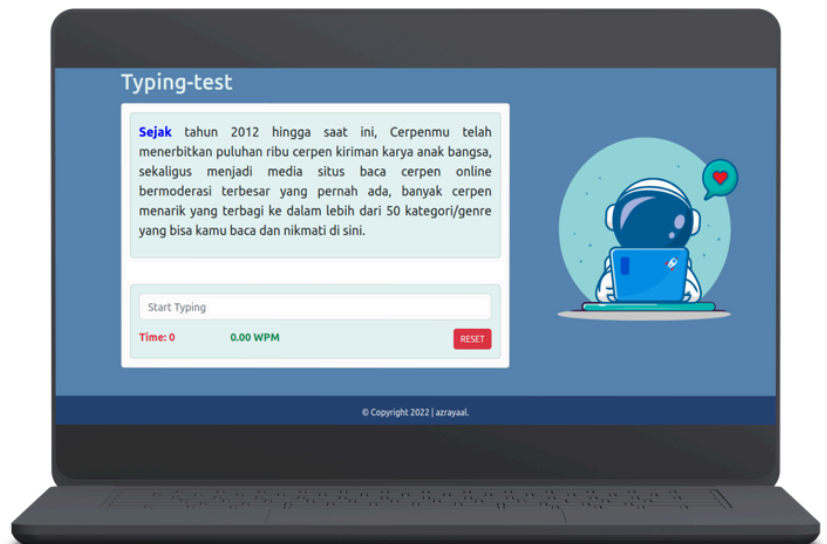 Typing-test
Sejak tahun 2012 hingga saat ini, Cerpenmu telah
menerbitkan puluhan ribu cerpen kiriman karya anak bangsa,
sekaligus menjadi media situs baca cerpen online
bermoderasi terbesar yang pernah ada, banyak cerpen
menarik yang terbagi ke dalam lebih dari 50 kategori/genre
yang bisa kamu baca dan nikmati di sini.
Start Typing
Time: 0 0.00 WPM RESET
© Copyright 2022 | azrayaal.